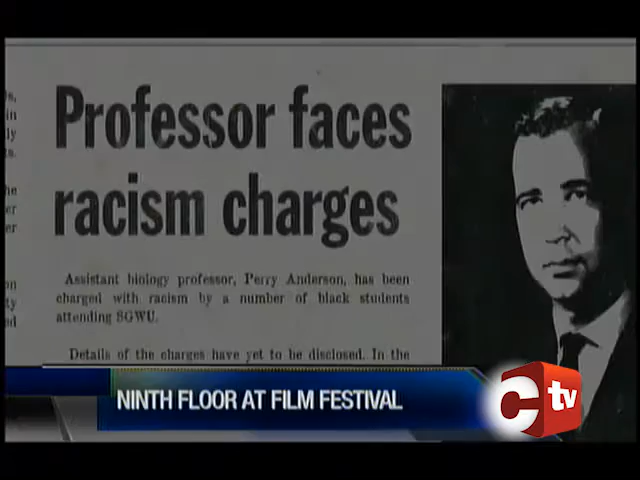 Professor faces
racism charges
Assistant biology professor, Perry Anderson, has been
charged with racism by a number of black students
attending SGWU.
Details of the charges have yet to be disclosed. In the
NINTH FLOOR AT FILM FESTIVAL
C tv